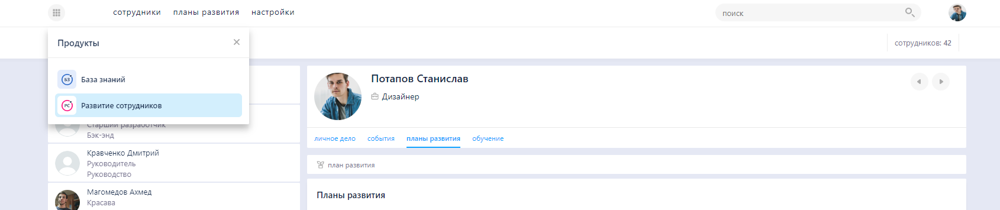 сотрудники планы развития настройки
поиск
Продукты
сотрудников: 42
БЗ База знаний
РС Развитие сотрудников
Старший разработчик
Бэк-энд
Кравченко Дмитрий
Руководитель
Руководство
Магомедов Ахмед
Красава
Потапов Станислав
Дизайнер
личное дело события планы развития обучение
план развития
Планы развития